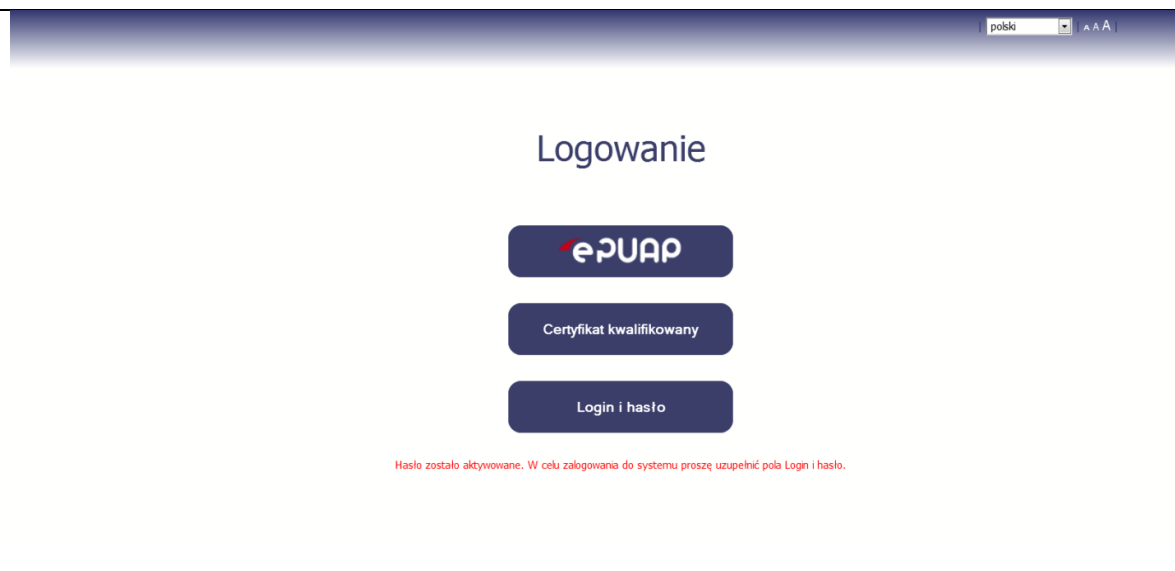 polski
A A A
Logowanie
ePUAP
Certyfikat kwalifikowany
Login i hasło
Hasło zostało aktywowane. W celu zalogowania do systemu proszę uzupełnić pola Login i hasło.